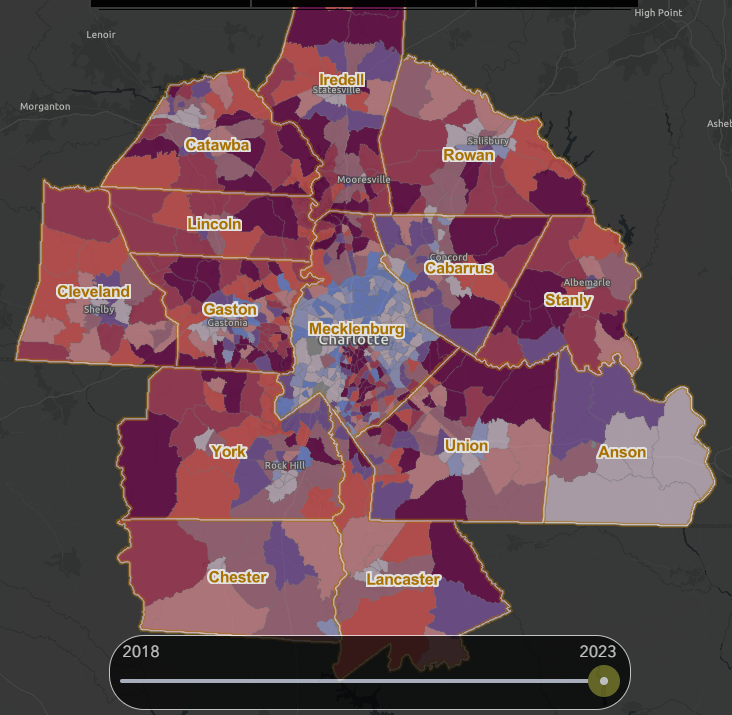 High Point
Lenoir
Iredell
Statesville
Morganton
Asheb
Catawba
Salisbury
Rowan
Mooresville
Lincoln
Concord
Cabarrus
Albemarle
Cleveland
Stanly
Shelby
Gaston
Gastonia
Mecklenburg
Charlotte
York
Union
Anson
Rock Hill
Chester
Lancaster
2018
2023